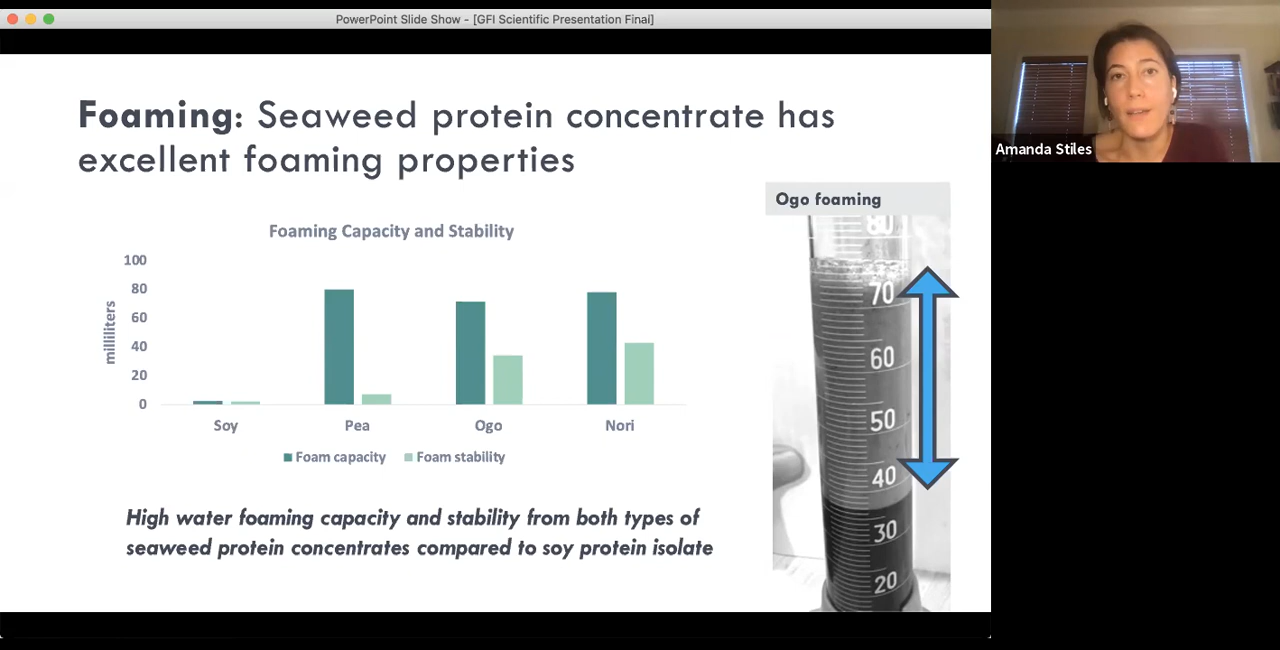 PowerPoint Slide Show - [GFI Scientific Presentation Final]
Amanda Stiles
Foaming: Seaweed protein concentrate has
excellent foaming properties
Ogo foaming
Foaming Capacity and Stability
milliliters
100
80
60
40
20
0
Soy
Pea
Ogo
Nori
Foam capacity
Foam stability
80
70
60
50
40
30
20
High water foaming capacity and stability from both types of
seaweed protein concentrates compared to soy protein isolate